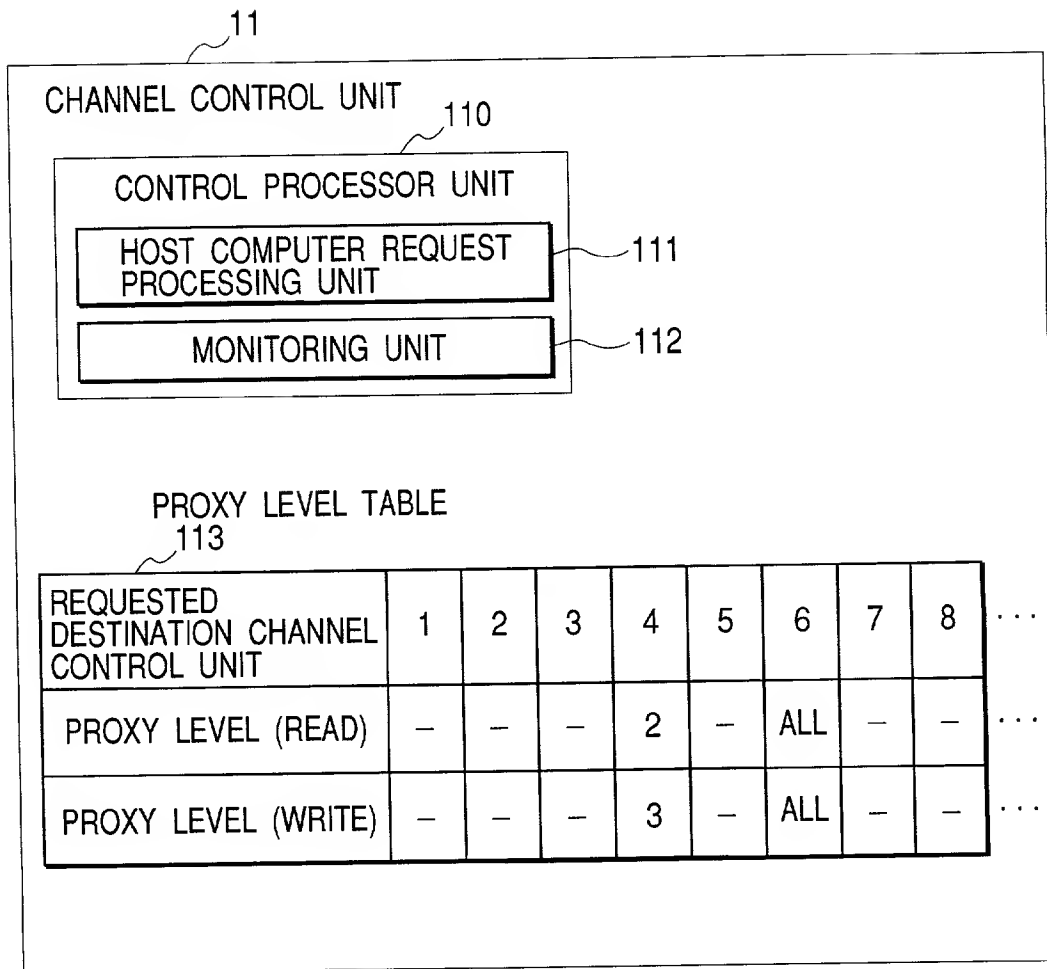 11
CHANNEL CONTROL UNIT
110
CONTROL PROCESSOR UNIT
HOST COMPUTER REQUEST
PROCESSING UNIT
111
MONITORING UNIT
112
PROXY LEVEL TABLE
113
REQUESTED
DESTINATION CHANNEL
CONTROL UNIT
1 2 3 4 5 6 7 8 ...
PROXY LEVEL (READ) – – – 2 – ALL – – ...
PROXY LEVEL (WRITE) – – – 3 – ALL – – ...